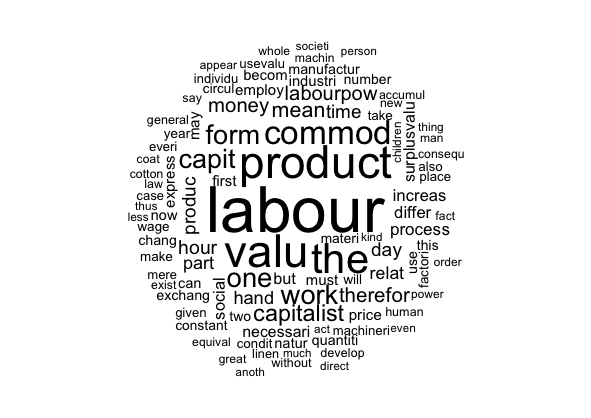 whole societi person
machin
appear usevalu manufactur
individu becom industri number
circul employ labourpow accumul
say money mean time take new
general may form commod children thing
year man
everi capit product surplusvalu consequ
coat also
cotton express first place
law
case produc labour increas
thus
less now differ fact
wage process
chang valu the materi kind this
make hour day use factori order
part
mere one but must will relat
exist can social power
exchang hand work therefor
given two capitalist price human
constant
necessari act machineri even
equival condit natur quantiti
great linen much develop
without direct
anoth